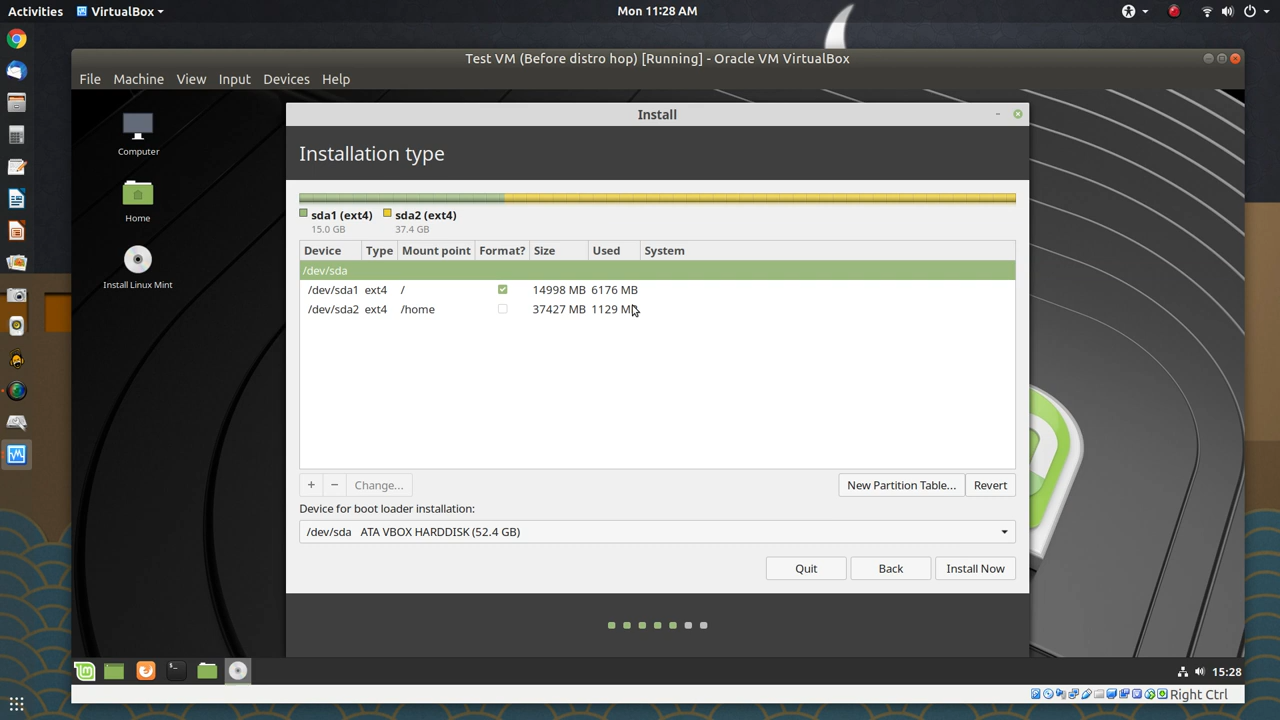 Activities VirtualBox Mon 11:28 AM
Test VM (Before distro hop) [Running] - Oracle VM VirtualBox
File Machine View Input Devices Help
Computer
Home
Install Linux Mint
Install
Installation type
sda1 (ext4) sda2 (ext4)
15.0 GB 37.4 GB
Device Type Mount point Format? Size Used System
/dev/sda
/dev/sda1 ext4 / 14998 MB 6176 MB
/dev/sda2 ext4 /home 37427 MB 1129 MB
+ − Change... New Partition Table... Revert
Device for boot loader installation:
/dev/sda ATA VBOX HARDDISK (52.4 GB)
Quit Back Install Now
15:28
Right Ctrl